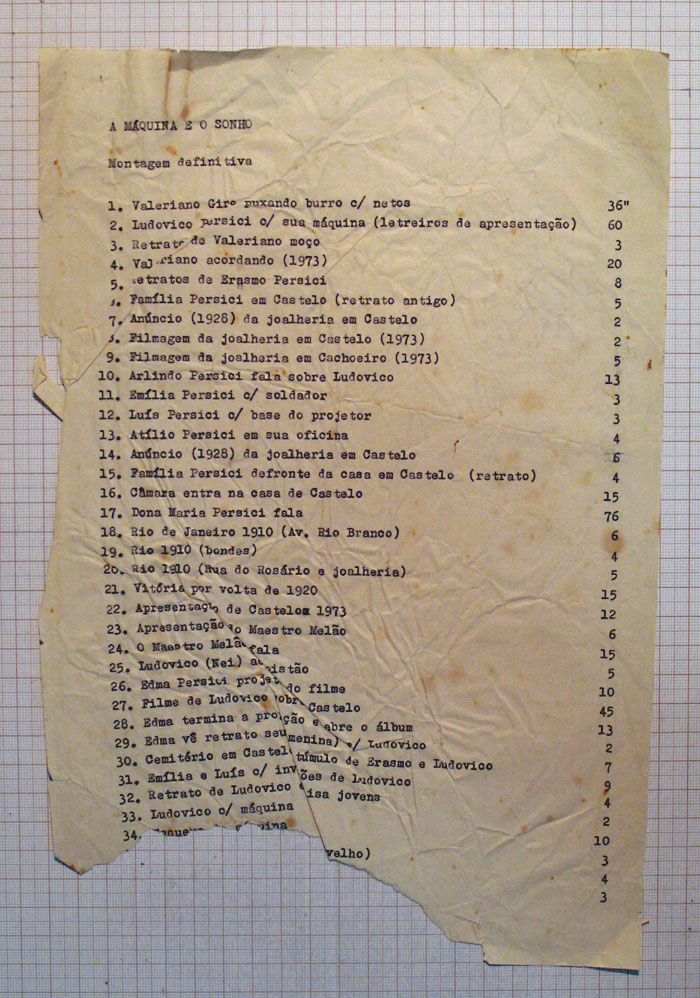 A MÁQUINA E O SONHO
Montagem definitiva
1. Valeriano Giro puxando burro c/ netos 36"
2. Ludovico Persici c/ sua máquina (letreiros de apresentação) 60
3. Retrato de Valeriano moço 3
4. Valeriano acordando (1973) 20
5. Retratos de Erasmo Persici 8
Família Persici em Castelo (retrato antigo) 5
7. Anúncio (1928) da joalheria em Castelo 2
8. Filmagem da joalheria em Castelo (1973) 2
9. Filmagem da joalheria em Cachoeiro (1973) 5
10. Arlindo Persici fala sobre Ludovico 13
11. Emília Persici c/ soldador 3
12. Luís Persici c/ base do projetor 3
13. Atílio Persici em sua oficina 4
14. Anúncio (1928) da joalheria em Castelo 6
15. Família Persici defronte da casa em Castelo (retrato) 4
16. Câmara entra na casa de Castelo 15
17. Dona Maria Persici fala 76
18. Rio de Janeiro 1910 (Av. Rio Branco) 6
19. Rio 1910 (bondes) 4
20. Rio 1910 (Rua do Rosário e joalheria) 5
21. Vitória por volta de 1920 15
22. Apresentação de Castelo 1973 12
23. Apresentação do Maestro Melão 6
24. O Maestro Melão fala 15
25. Ludovico (Nei) ao pistão 5
26. Edma Persici projetando filme 10
27. Filme de Ludovico sobre Castelo 45
28. Edma termina a projeção e abre o álbum 13
29. Edma vê retrato seu (menina) c/ Ludovico 2
30. Cemitério em Castelo túmulo de Erasmo e Ludovico 7
31. Emília e Luís c/ invenções de Ludovico 9
32. Retrato de Ludovico jovens 4
33. Ludovico c/ máquina 2
34. máquina 10
velho) 3
4
3